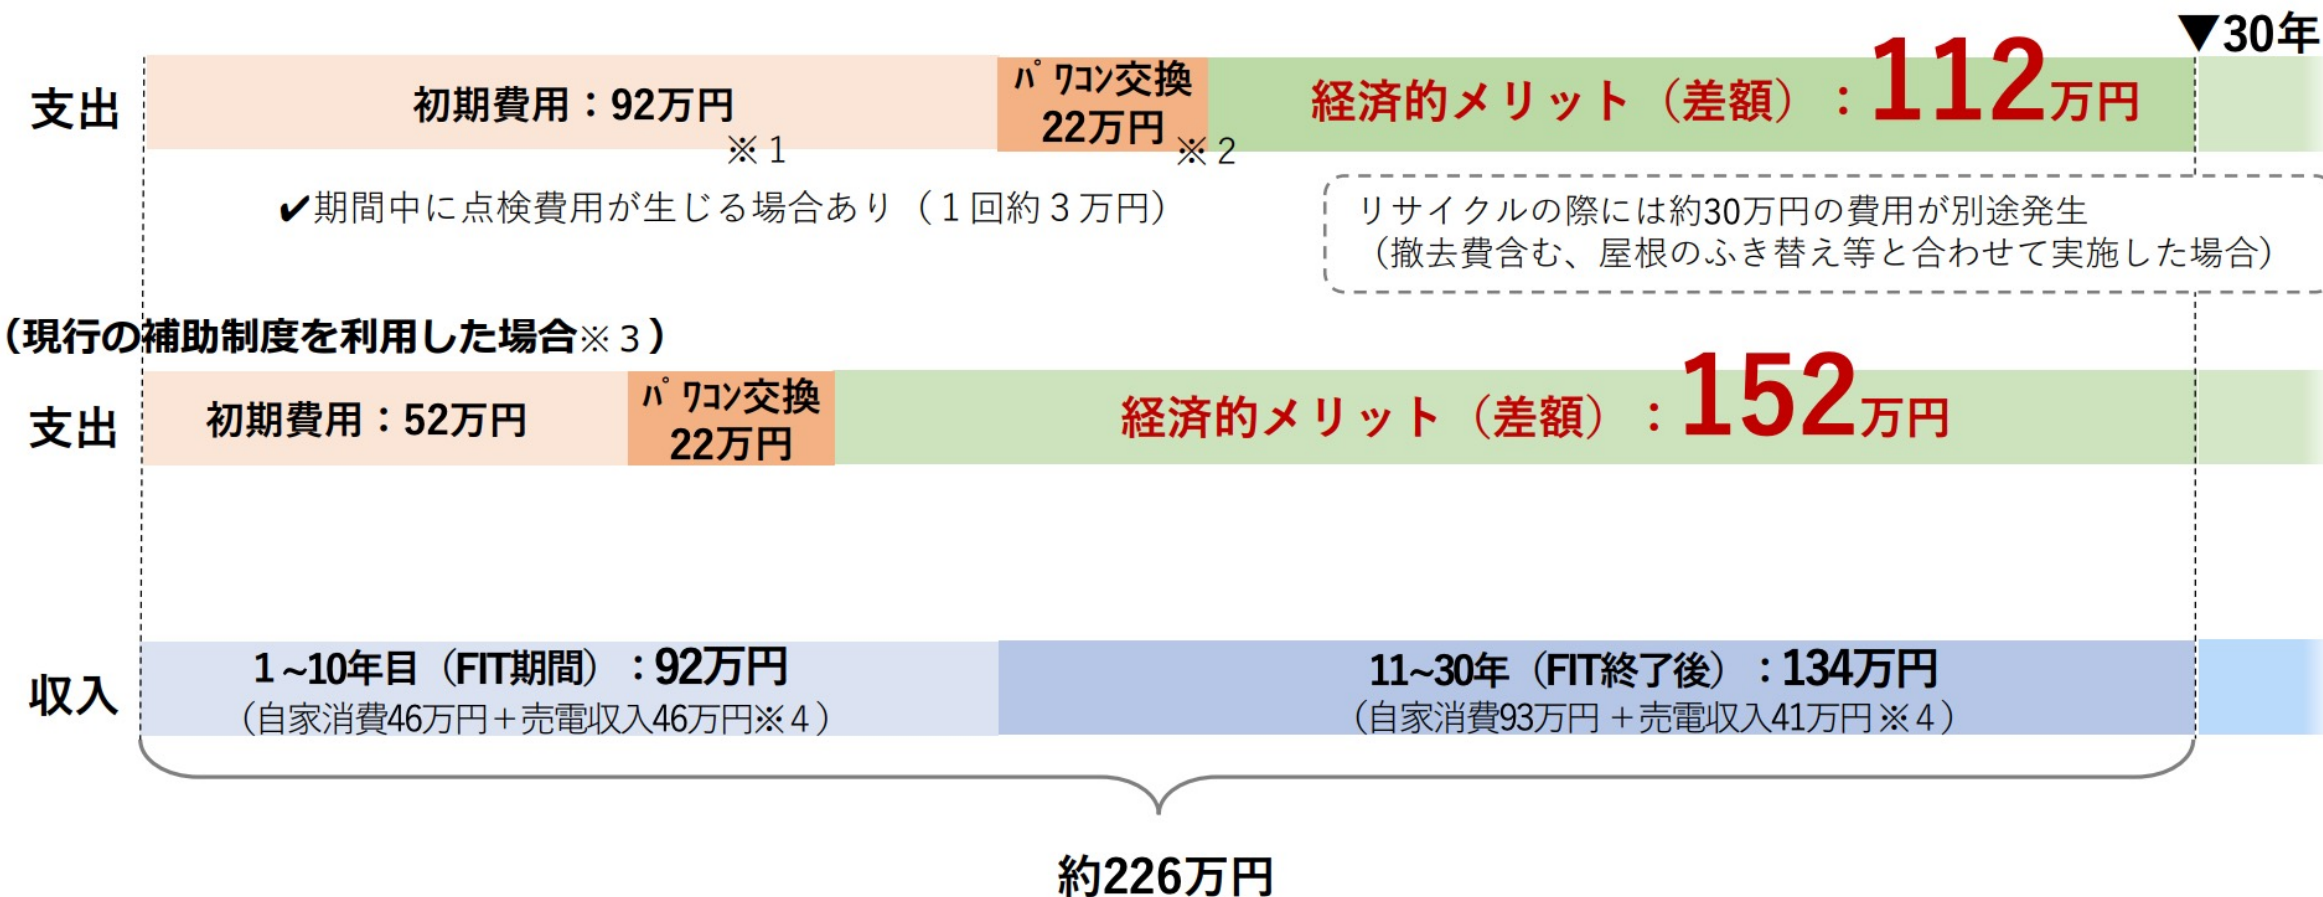 ▼30年
支出
初期費用：92万円
※１
ﾊﾟﾜｺﾝ交換
22万円
※２
経済的メリット（差額）：112万円
✔期間中に点検費用が生じる場合あり（１回約３万円）
リサイクルの際には約30万円の費用が別途発生
（撤去費含む、屋根のふき替え等と合わせて実施した場合）
（現行の補助制度を利用した場合※３）
支出
初期費用：52万円
ﾊﾟﾜｺﾝ交換
22万円
経済的メリット（差額）：152万円
収入
１~10年目（FIT期間）：92万円
（自家消費46万円＋売電収入46万円※４）
11~30年（FIT終了後）：134万円
（自家消費93万円＋売電収入41万円※４）
約226万円